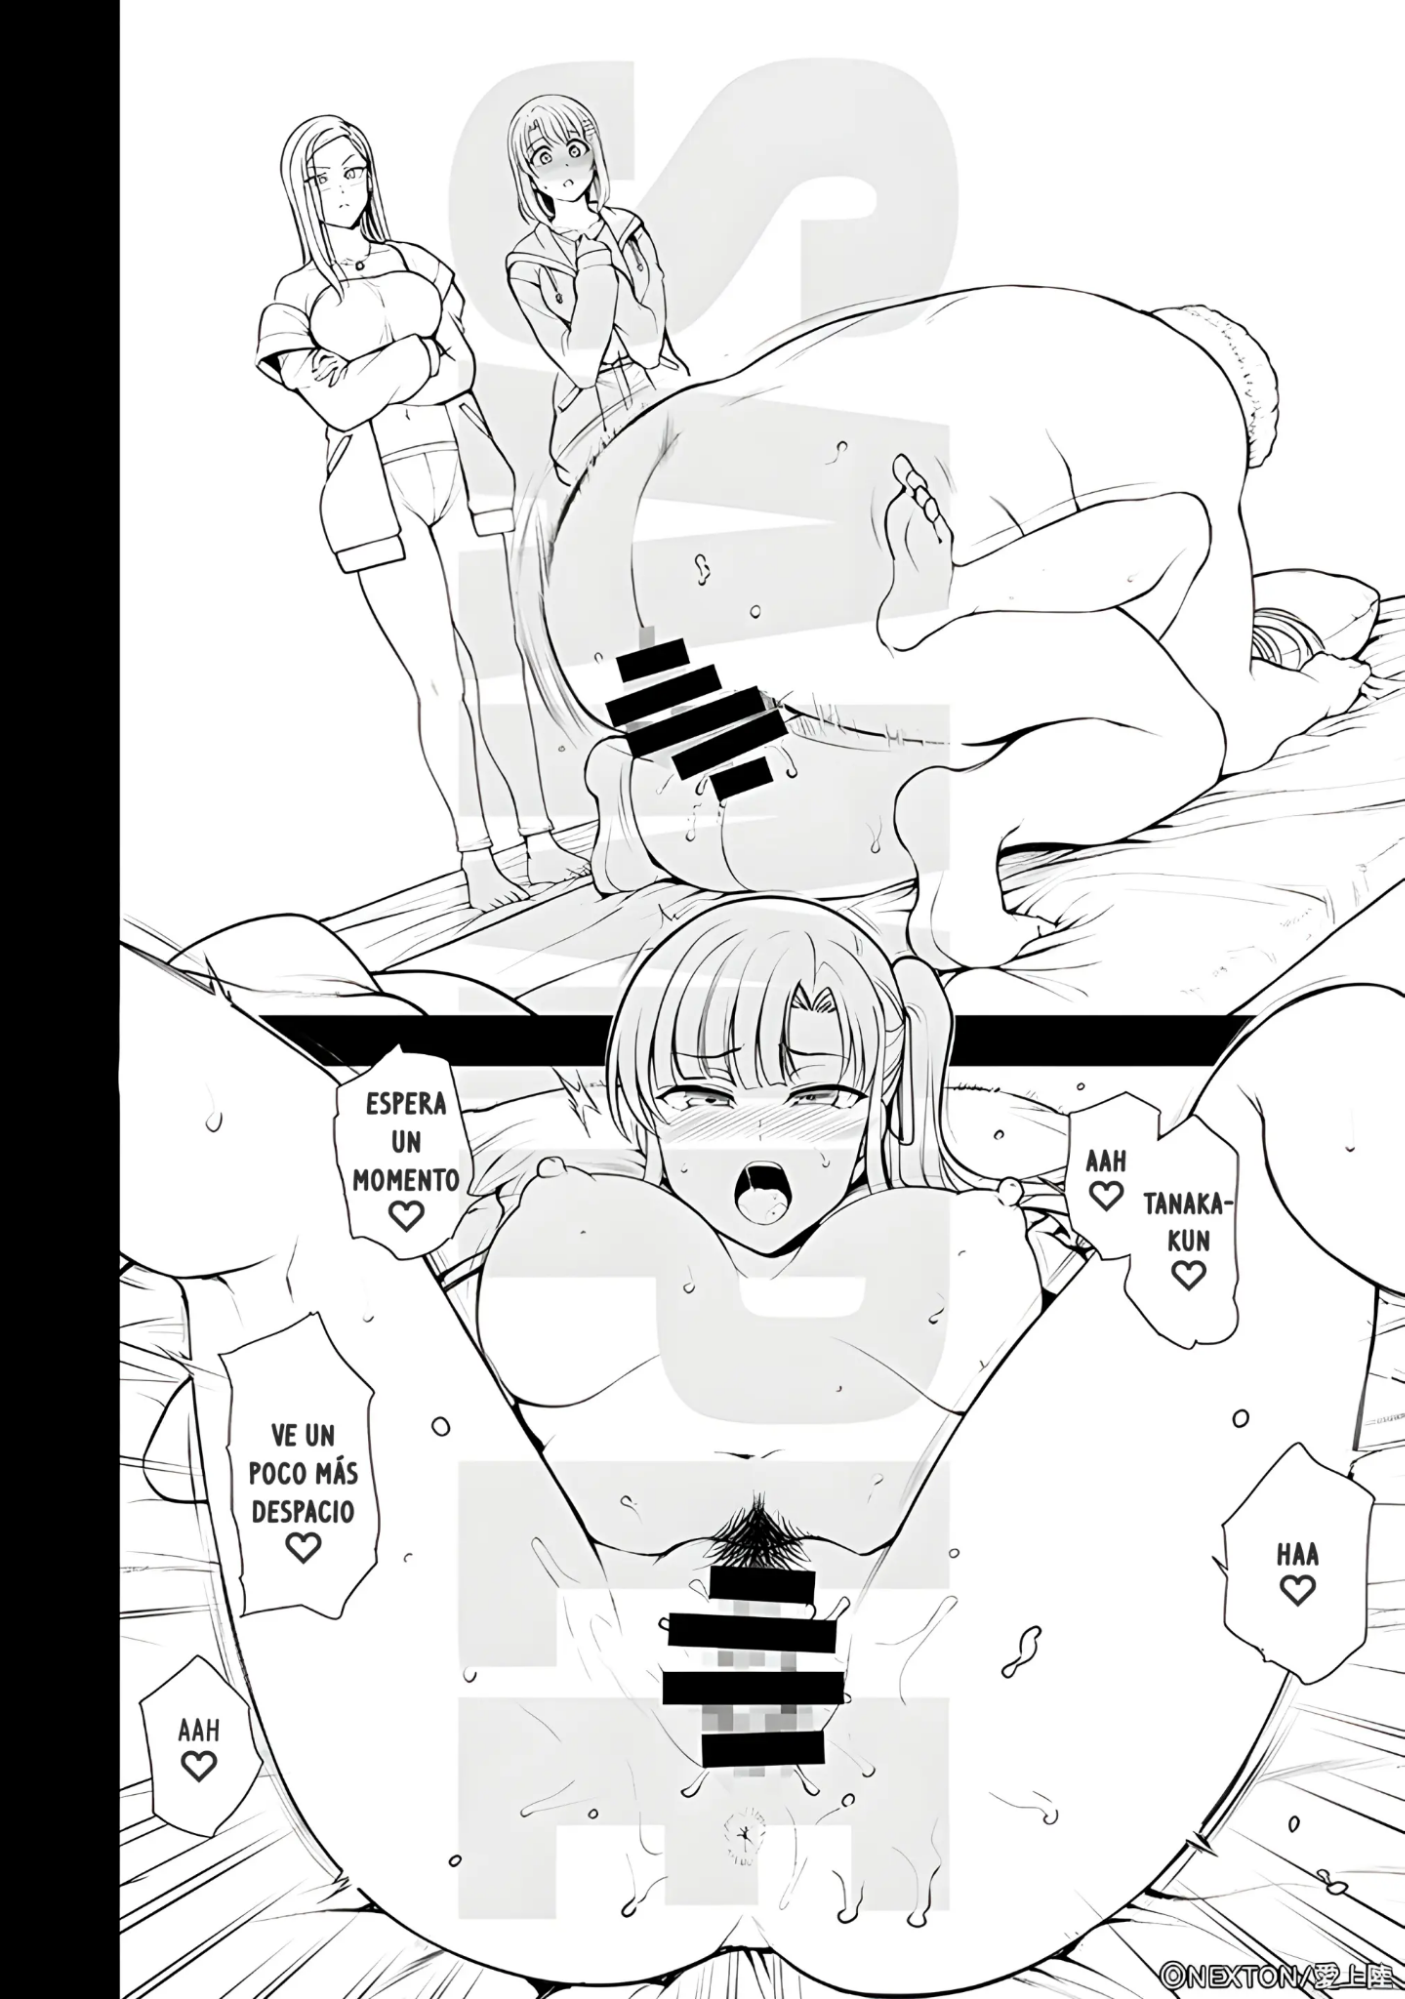 SAMPLE
AAH
♡
TANAKA-
KUN
♡
ESPERA
UN
MOMENTO
♡
VE UN
POCO MÁS
DESPACIO
♡
HAA
♡
AAH
♡
©NEXTON/愛上陸